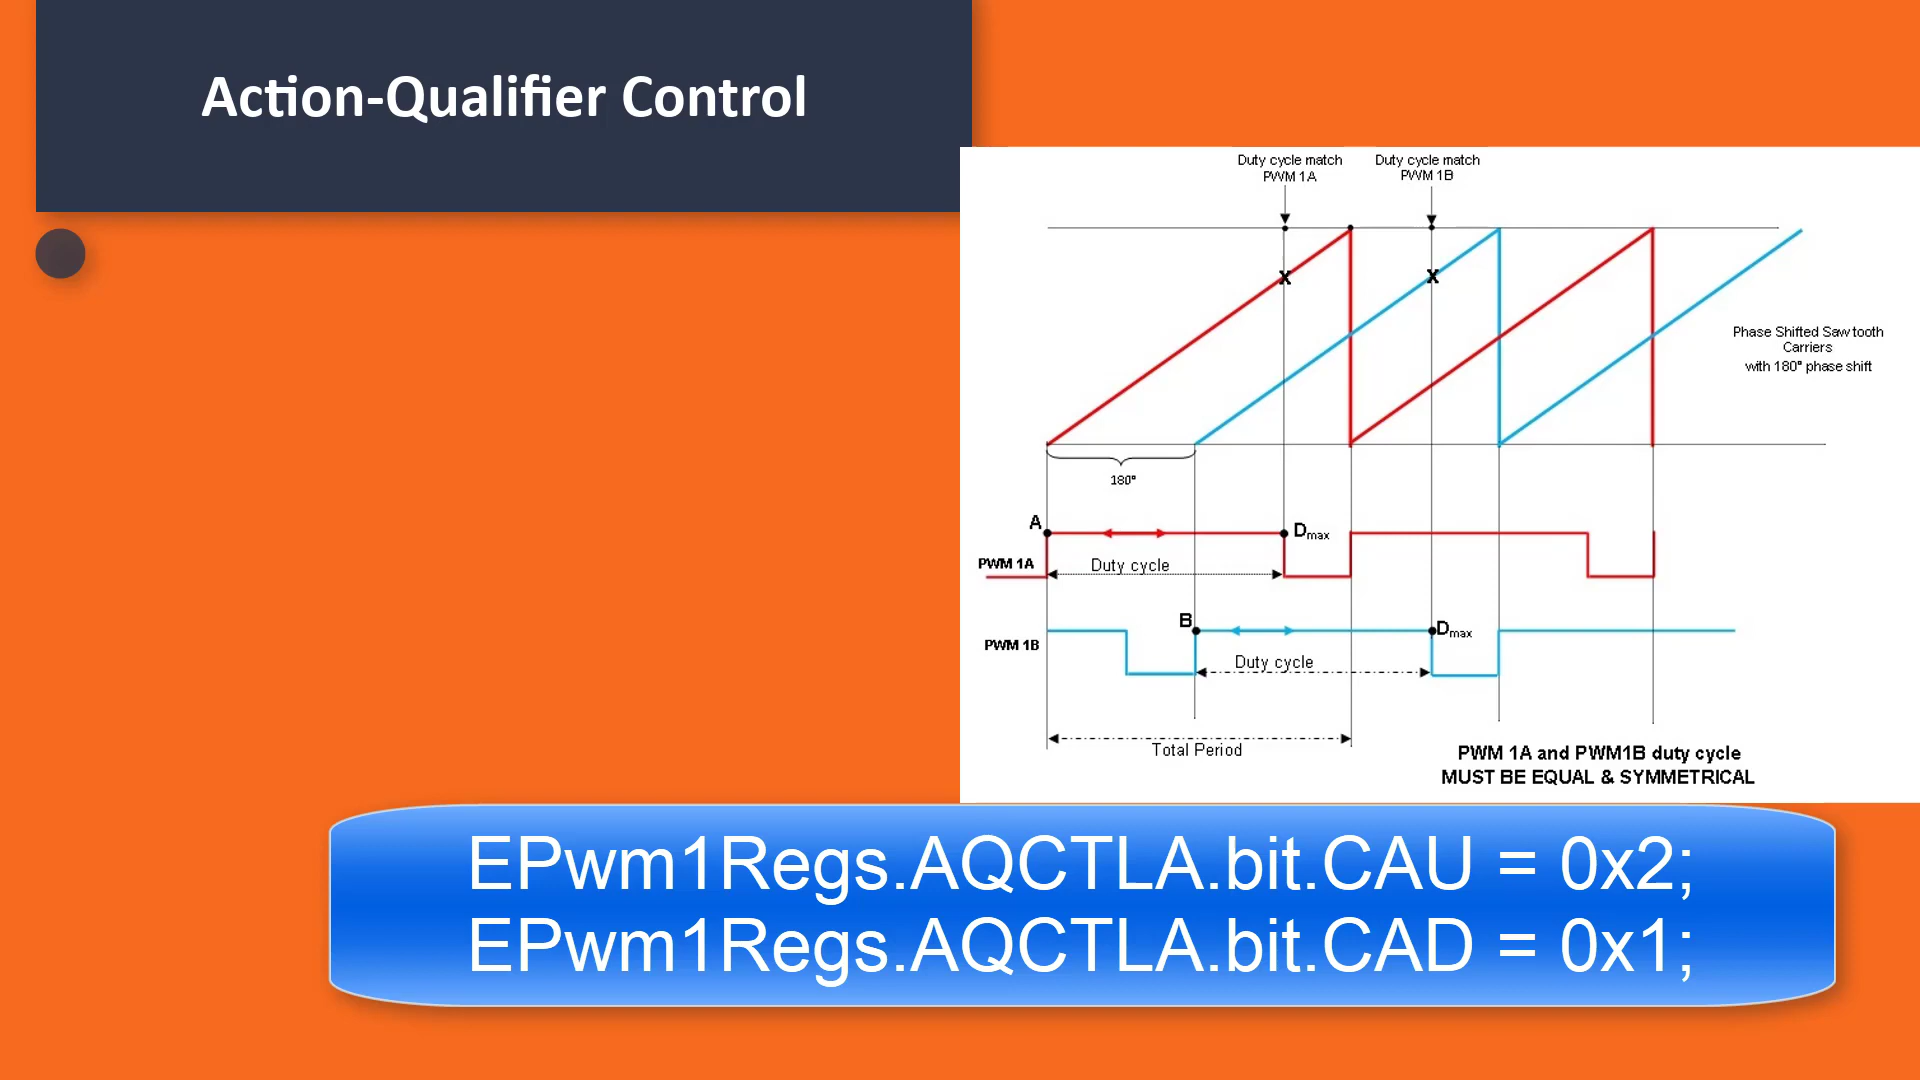 Action-Qualifier Control
Duty cycle match
PWM 1A
Duty cycle match
PWM 1B
X
X
Phase Shifted Saw tooth
Carriers
with 180° phase shift
180°
A
Dmax
PWM 1A
Duty cycle
B
Dmax
PWM 1B
Duty cycle
Total Period
PWM 1A and PWM1B duty cycle
MUST BE EQUAL & SYMMETRICAL
EPwm1Regs.AQCTLA.bit.CAU = 0x2;
EPwm1Regs.AQCTLA.bit.CAD = 0x1;